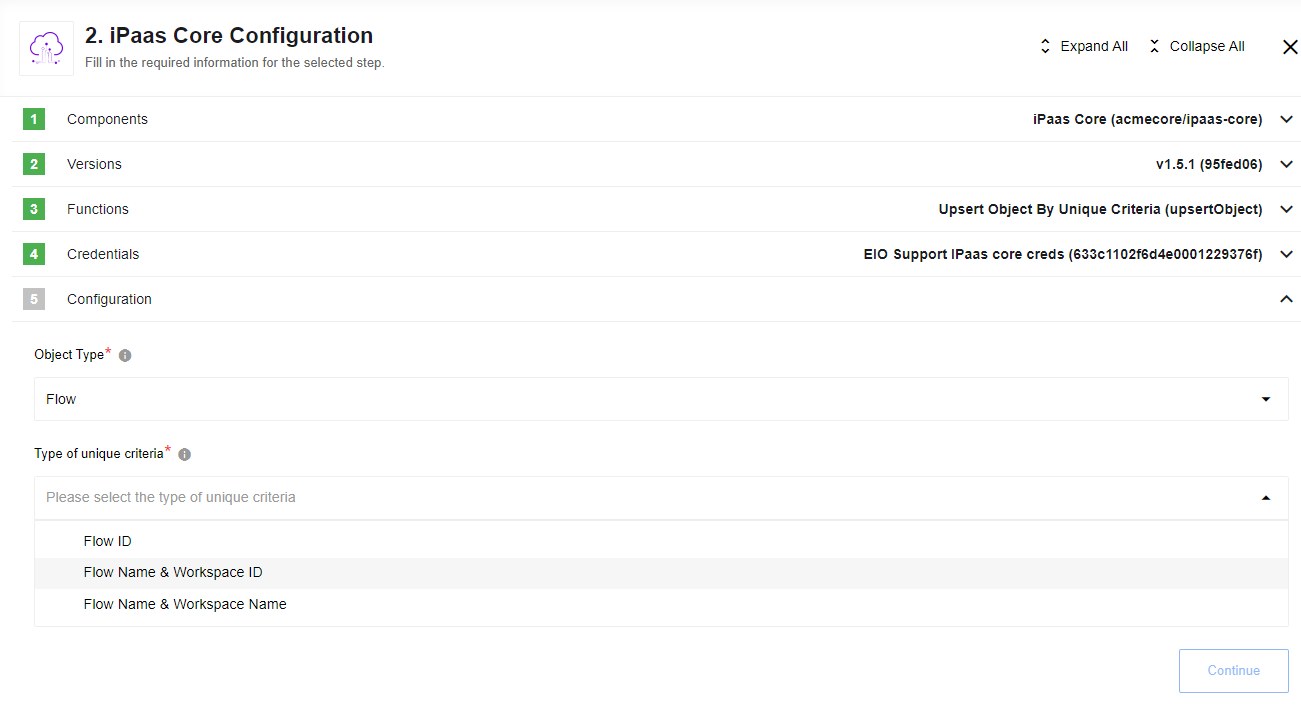 2. iPaas Core Configuration
Fill in the required information for the selected step.
Expand All
Collapse All
1 Components iPaas Core (acmecore/ipaas-core)
2 Versions v1.5.1 (95fed06)
3 Functions Upsert Object By Unique Criteria (upsertObject)
4 Credentials EIO Support IPaas core creds (633c1102f6d4e0001229376f)
5 Configuration
Object Type*
Flow
Type of unique criteria*
Please select the type of unique criteria
Flow ID
Flow Name & Workspace ID
Flow Name & Workspace Name
Continue